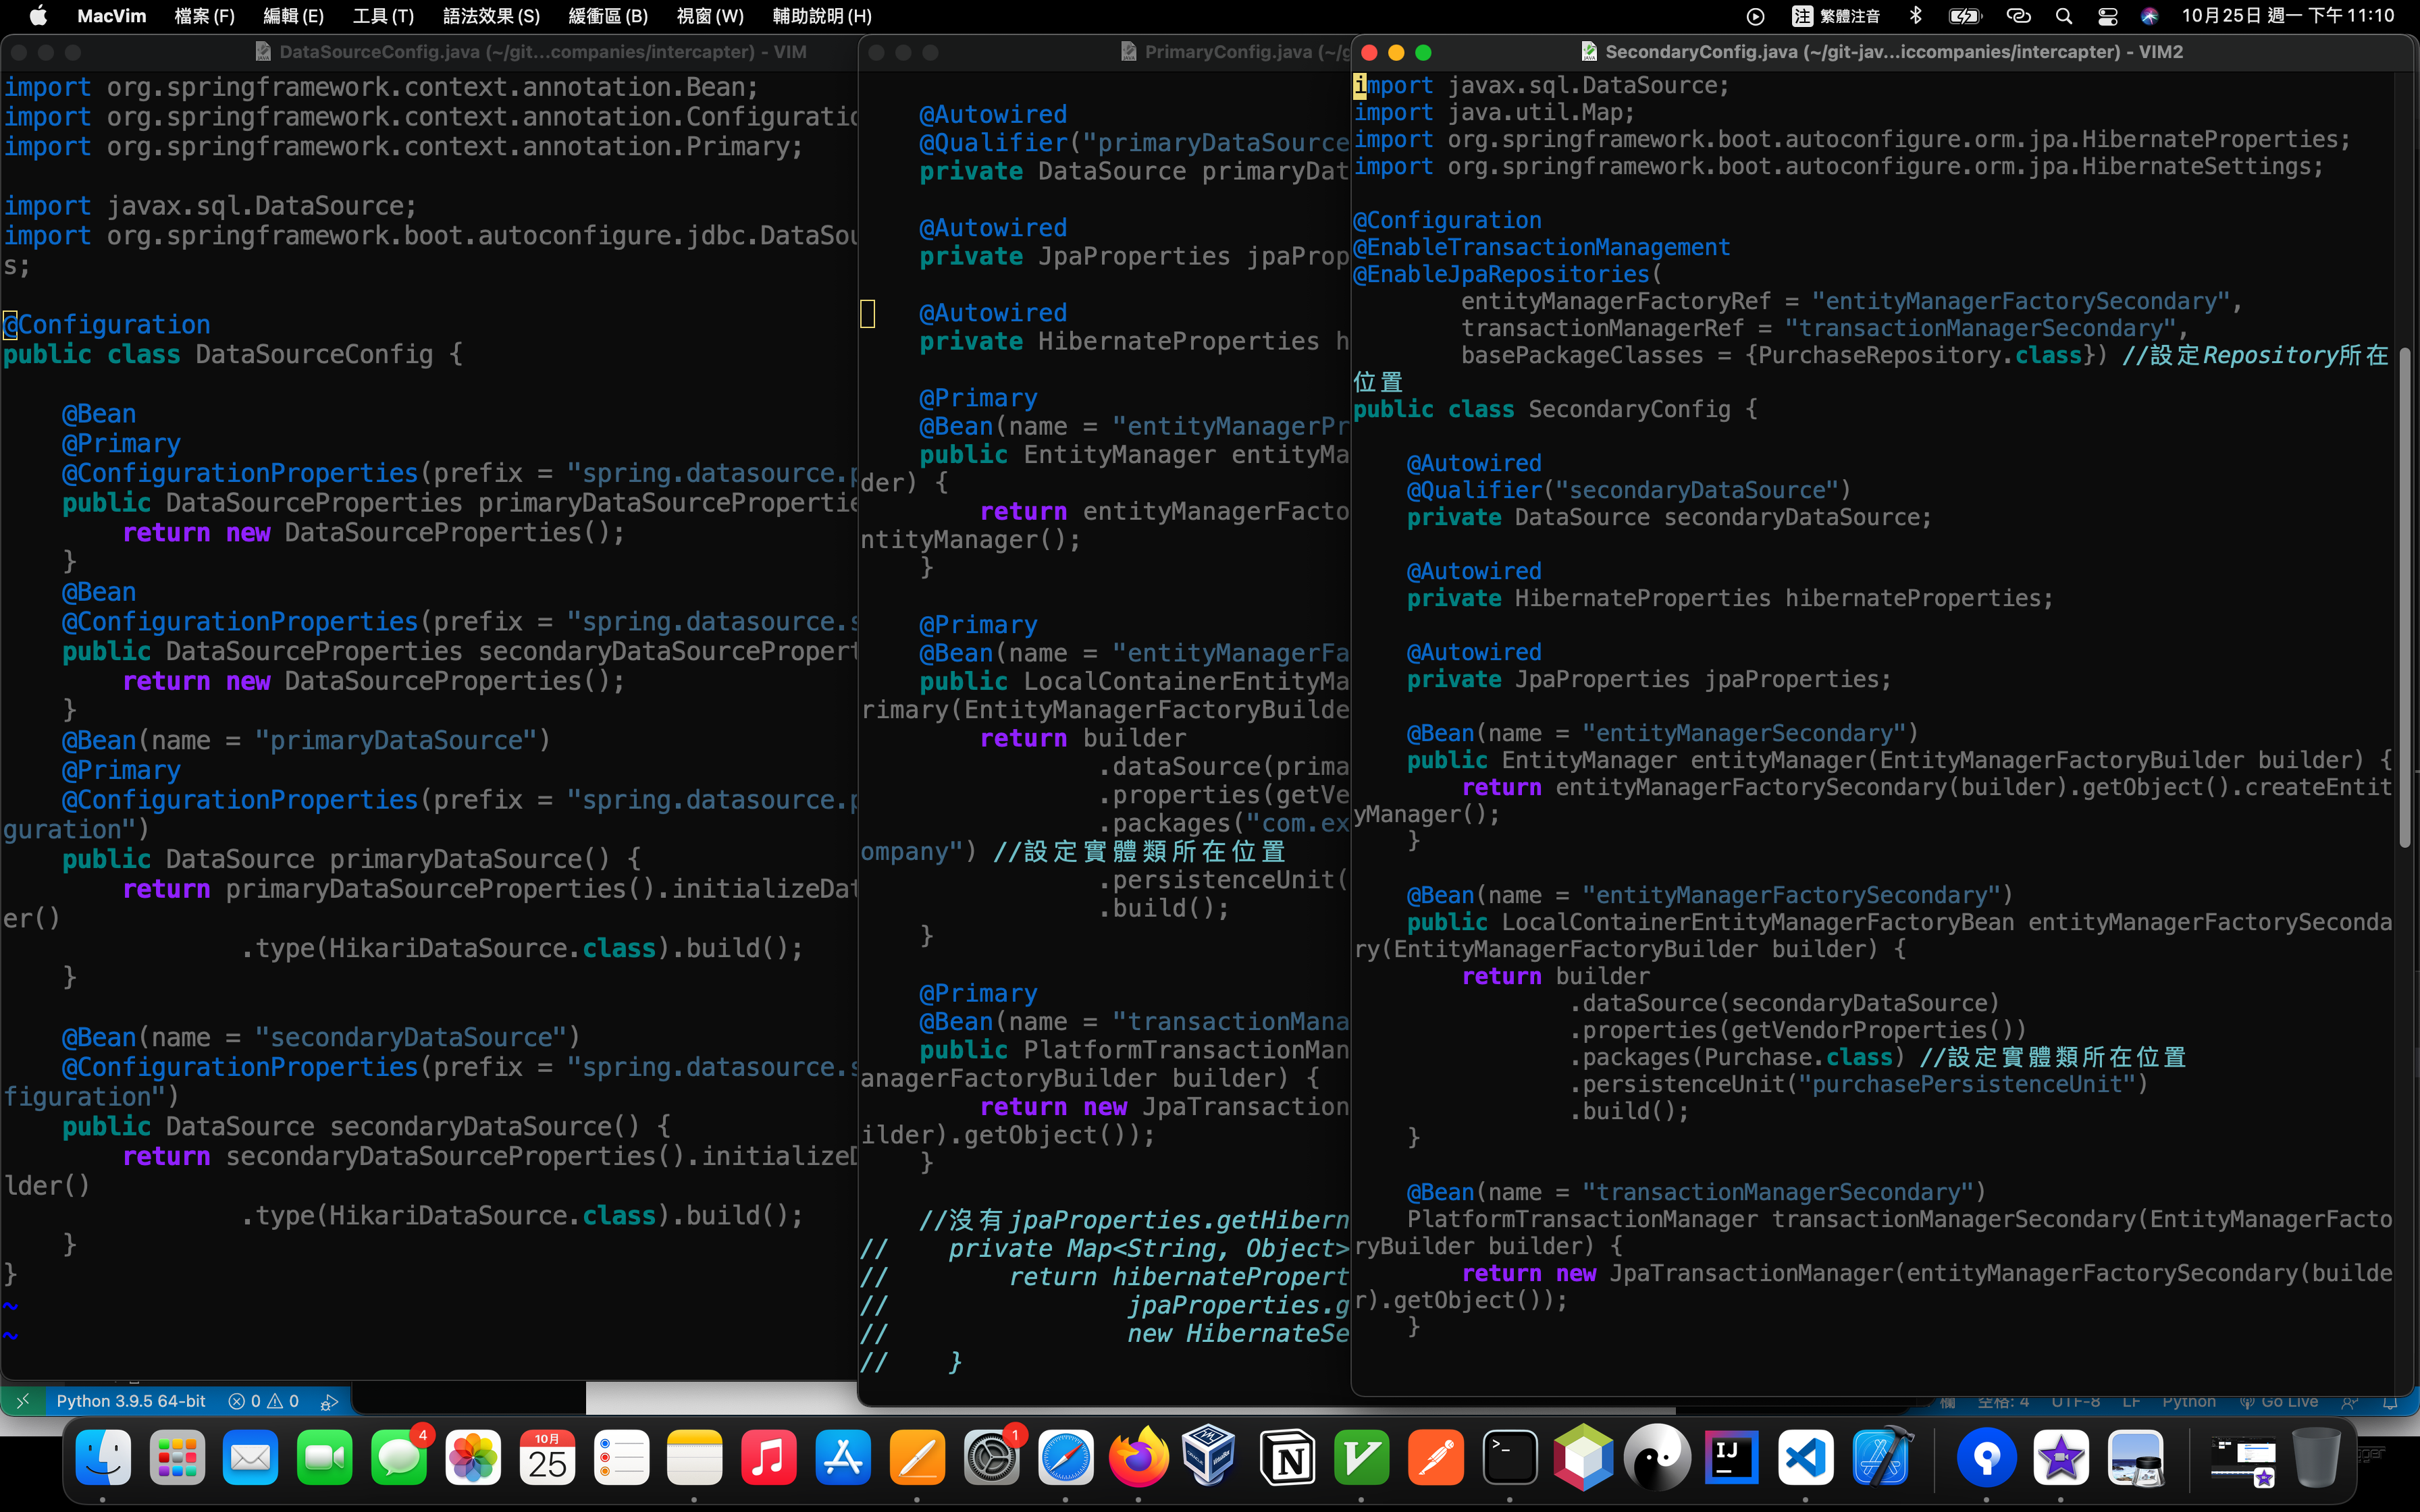 MacVim 檔案 (F) 編輯 (E) 工具 (T) 語法效果 (S) 緩衝區 (B) 視窗 (W) 輔助說明 (H)
注 繁體注音 10月25日 週一 下午 11:10
DataSourceConfig.java (~/git...companies/intercapter) - VIM
import org.springframework.context.annotation.Bean;
import org.springframework.context.annotation.Configuratio
import org.springframework.context.annotation.Primary;
import javax.sql.DataSource;
import org.springframework.boot.autoconfigure.jdbc.DataSou
s;
@Configuration
public class DataSourceConfig {
@Bean
@Primary
@ConfigurationProperties(prefix = "spring.datasource.p
public DataSourceProperties primaryDataSourcePropertie
return new DataSourceProperties();
}
@Bean
@ConfigurationProperties(prefix = "spring.datasource.s
public DataSourceProperties secondaryDataSourcePropert
return new DataSourceProperties();
}
@Bean(name = "primaryDataSource")
@Primary
@ConfigurationProperties(prefix = "spring.datasource.p
guration")
public DataSource primaryDataSource() {
return primaryDataSourceProperties().initializeDat
er()
.type(HikariDataSource.class).build();
}
@Bean(name = "secondaryDataSource")
@ConfigurationProperties(prefix = "spring.datasource.s
figuration")
public DataSource secondaryDataSource() {
return secondaryDataSourceProperties().initializeD
lder()
.type(HikariDataSource.class).build();
}
}
~
~
PrimaryConfig.java (~/g
@Autowired
@Qualifier("primaryDataSource
private DataSource primaryDat
@Autowired
private JpaProperties jpaProp
@Autowired
private HibernateProperties h
@Primary
@Bean(name = "entityManagerPr
public EntityManager entityMa
der) {
return entityManagerFacto
ntityManager();
}
@Primary
@Bean(name = "entityManagerFa
public LocalContainerEntityMa
rimary(EntityManagerFactoryBuilde
return builder
.dataSource(prima
.properties(getVe
.packages("com.ex
ompany") //設定實體類所在位置
.persistenceUnit(
.build();
}
@Primary
@Bean(name = "transactionMana
public PlatformTransactionMan
anagerFactoryBuilder builder) {
return new JpaTransaction
ilder).getObject());
}
//沒有jpaProperties.getHibern
// private Map<String, Object>
// return hibernatePropert
// jpaProperties.g
// new HibernateSe
// }
SecondaryConfig.java (~/git-jav...iccompanies/intercapter) - VIM2
import javax.sql.DataSource;
import java.util.Map;
import org.springframework.boot.autoconfigure.orm.jpa.HibernateProperties;
import org.springframework.boot.autoconfigure.orm.jpa.HibernateSettings;
@Configuration
@EnableTransactionManagement
@EnableJpaRepositories(
entityManagerFactoryRef = "entityManagerFactorySecondary",
transactionManagerRef = "transactionManagerSecondary",
basePackageClasses = {PurchaseRepository.class}) //設定Repository所在
位置
public class SecondaryConfig {
@Autowired
@Qualifier("secondaryDataSource")
private DataSource secondaryDataSource;
@Autowired
private HibernateProperties hibernateProperties;
@Autowired
private JpaProperties jpaProperties;
@Bean(name = "entityManagerSecondary")
public EntityManager entityManager(EntityManagerFactoryBuilder builder) {
return entityManagerFactorySecondary(builder).getObject().createEntit
yManager();
}
@Bean(name = "entityManagerFactorySecondary")
public LocalContainerEntityManagerFactoryBean entityManagerFactorySeconda
ry(EntityManagerFactoryBuilder builder) {
return builder
.dataSource(secondaryDataSource)
.properties(getVendorProperties())
.packages(Purchase.class) //設定實體類所在位置
.persistenceUnit("purchasePersistenceUnit")
.build();
}
@Bean(name = "transactionManagerSecondary")
PlatformTransactionManager transactionManagerSecondary(EntityManagerFacto
ryBuilder builder) {
return new JpaTransactionManager(entityManagerFactorySecondary(builde
r).getObject());
}
Python 3.9.5 64-bit 0 0
欄 空格: 4 UTF-8 LF Python Go Live
4
10月
25
1
N
IJ